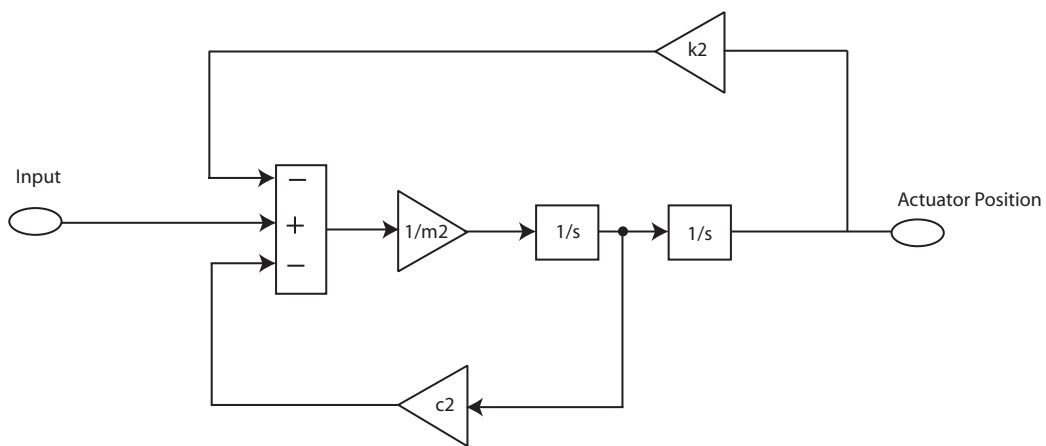 k2
Input
Actuator Position
−
+
−
1/m2
1/s
1/s
c2